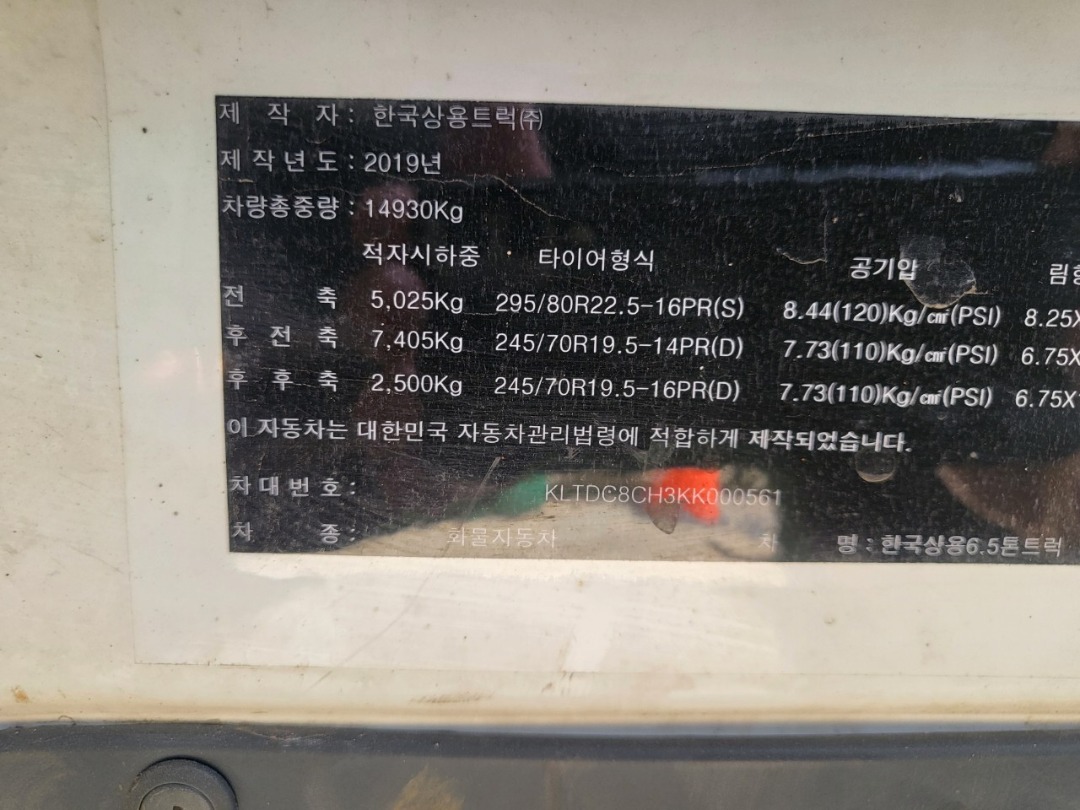 제 작 자 : 한국상용트럭㈜
제 작 년 도 : 2019년
차량총중량 : 14930Kg
적차시하중 타이어형식 공기압 림형
전 축 5,025Kg 295/80R22.5-16PR(S) 8.44(120)Kg/㎠(PSI) 8.25X
후 전 축 7,405Kg 245/70R19.5-14PR(D) 7.73(110)Kg/㎠(PSI) 6.75X
후 후 축 2,500Kg 245/70R19.5-16PR(D) 7.73(110)Kg/㎠(PSI) 6.75X
이 자동차는 대한민국 자동차관리법령에 적합하게 제작되었습니다.
차 대 번 호 : KLTDC8CH3KK000561
차 종 : 화물자동차 차 명 : 한국상용6.5톤트럭